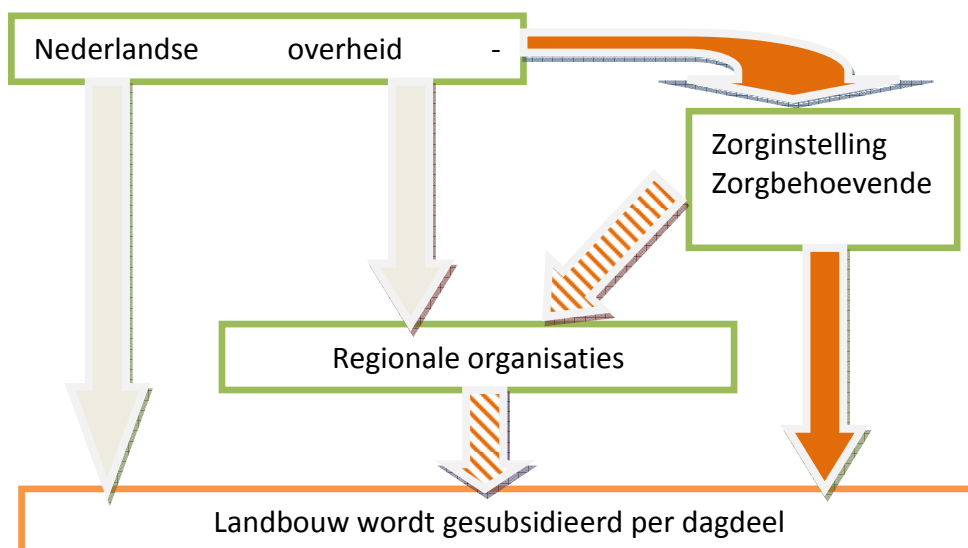 Nederlandse overheid -
Zorginstelling
Zorgbehoevende
Regionale organisaties
Landbouw wordt gesubsidieerd per dagdeel